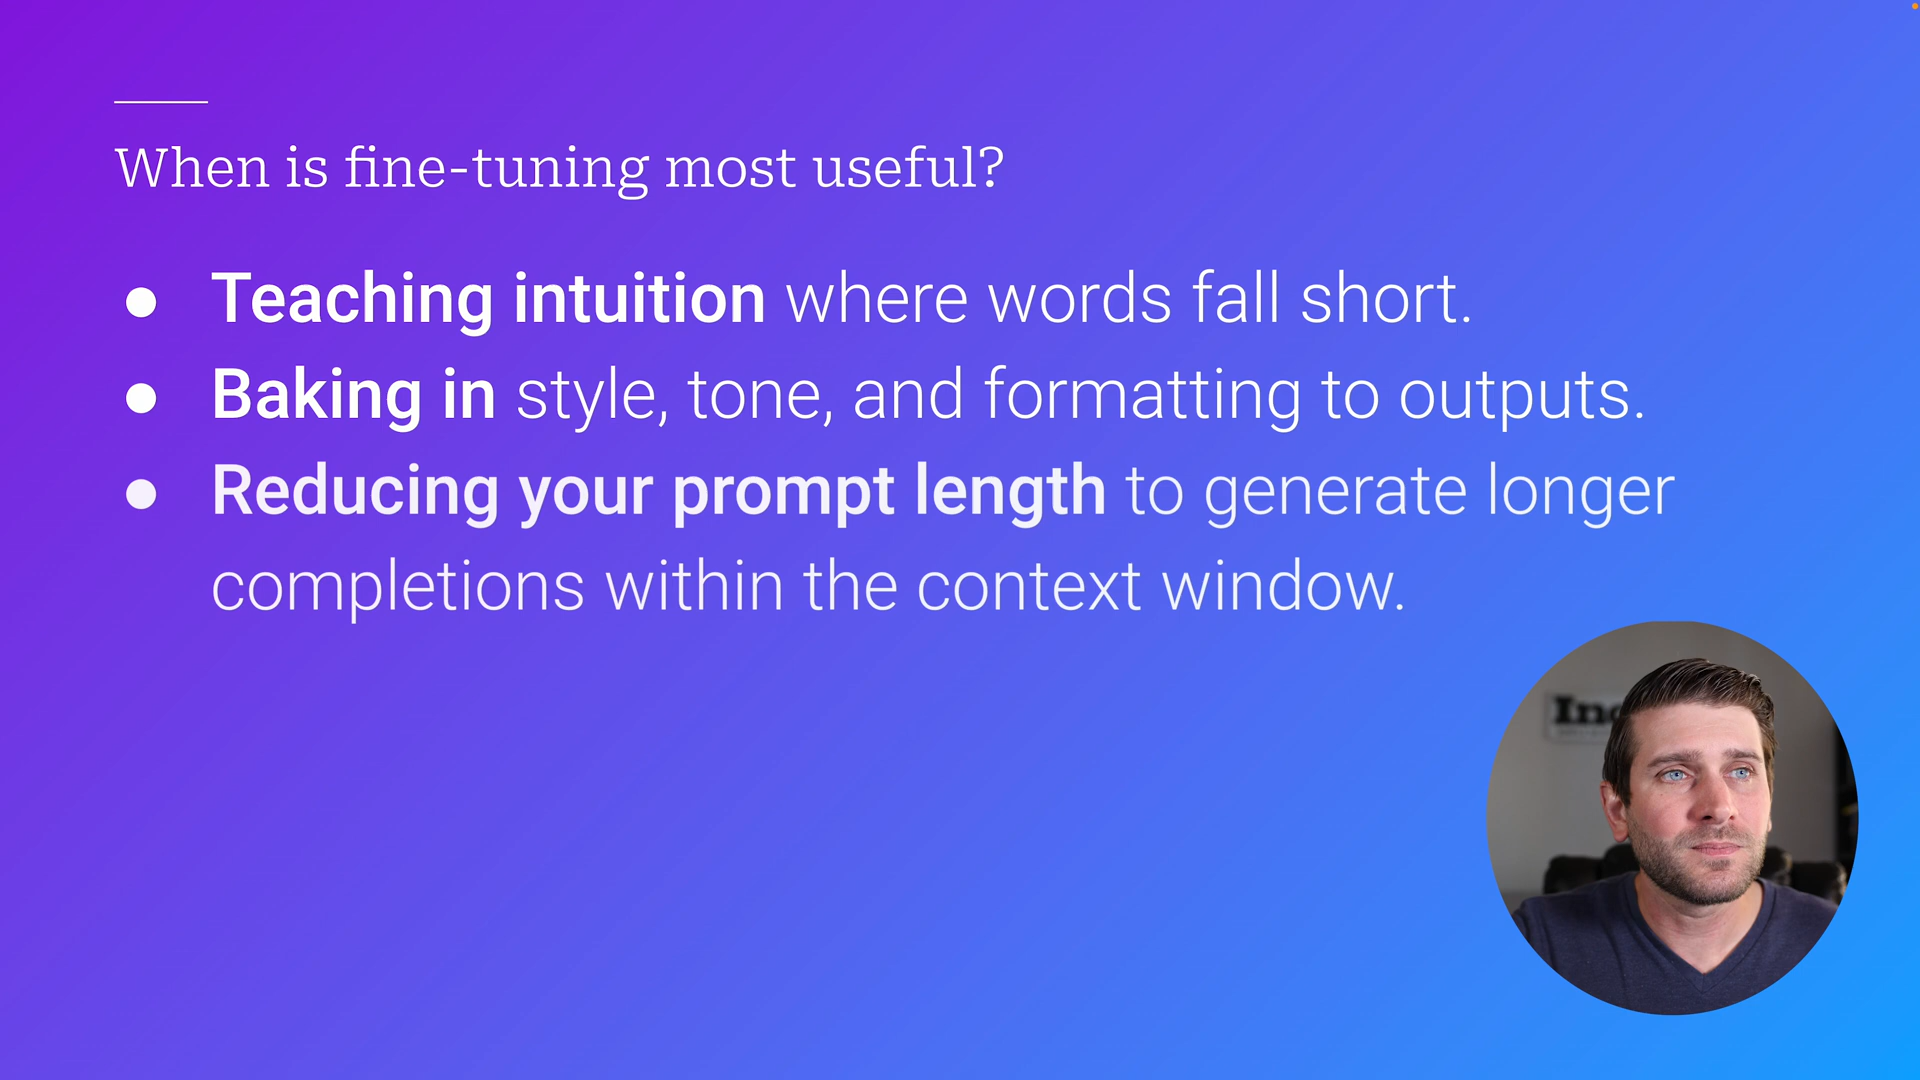 When is fine-tuning most useful?
● Teaching intuition where words fall short.
● Baking in style, tone, and formatting to outputs.
● Reducing your prompt length to generate longer
completions within the context window.